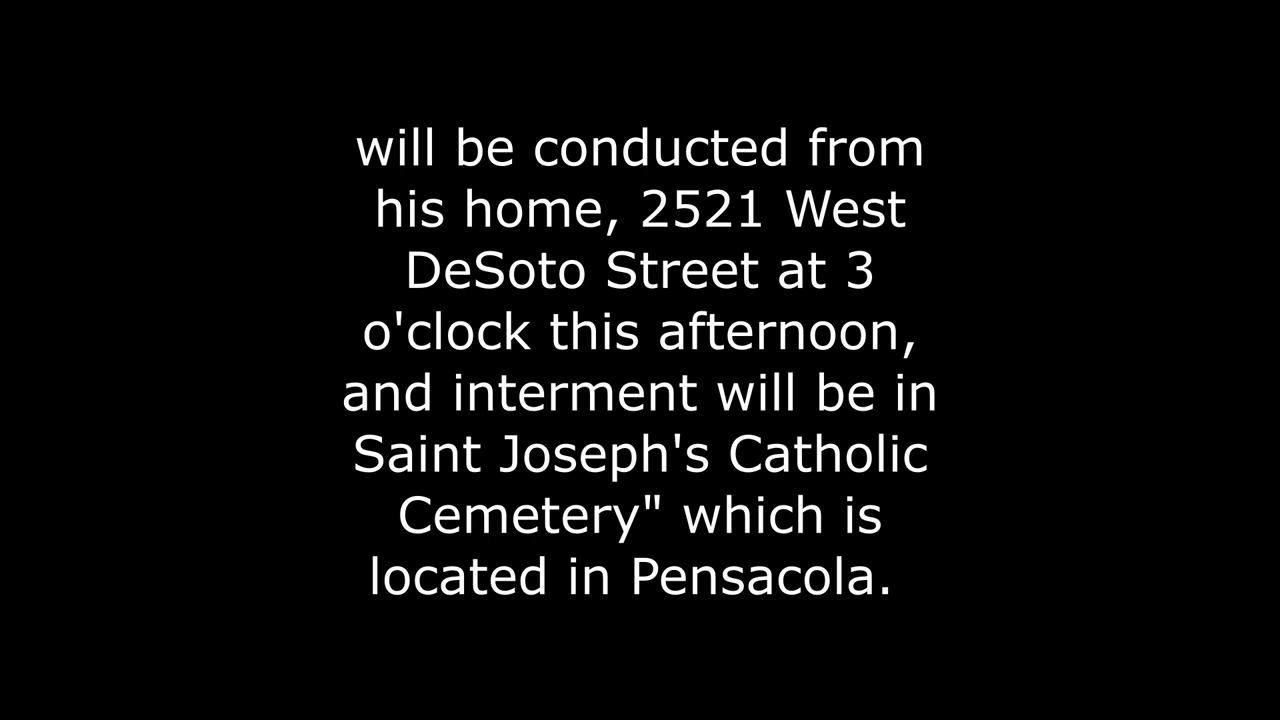 will be conducted from
his home, 2521 West
DeSoto Street at 3
o'clock this afternoon,
and interment will be in
Saint Joseph's Catholic
Cemetery" which is
located in Pensacola.